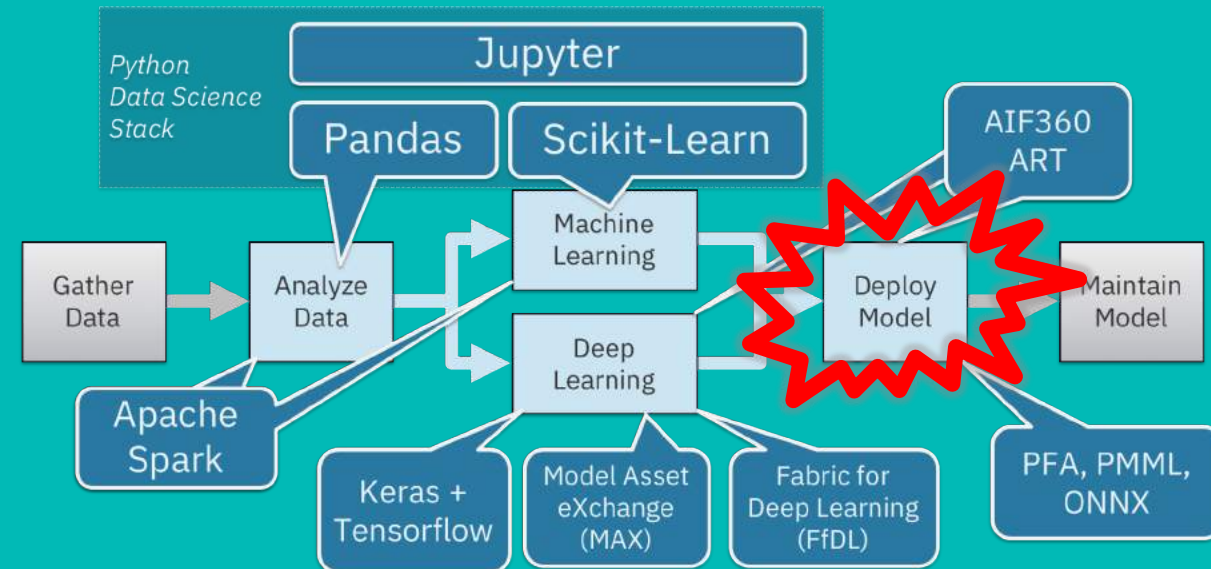 Python
Data Science
Stack
Jupyter
Pandas
Scikit-Learn
AIF360
ART
Gather
Data
Analyze
Data
Machine
Learning
Deep
Learning
Deploy
Model
Maintain
Model
Apache
Spark
Keras +
Tensorflow
Model Asset
eXchange
(MAX)
Fabric for
Deep Learning
(FfDL)
PFA, PMML,
ONNX